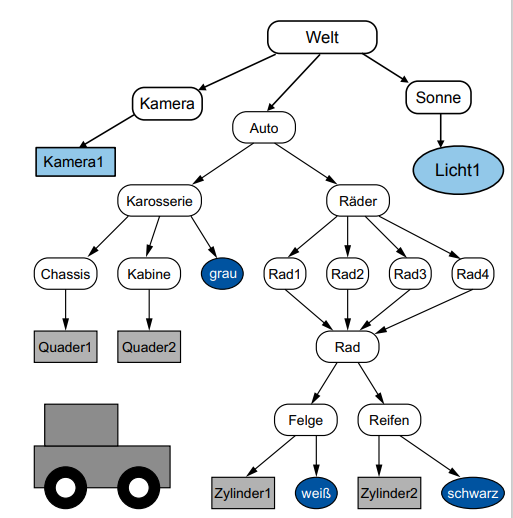 Welt
Kamera
Sonne
Auto
Kamera1
Licht1
Karosserie
Räder
Chassis
Kabine
grau
Rad1
Rad2
Rad3
Rad4
Quader1
Quader2
Rad
Felge
Reifen
Zylinder1
weiß
Zylinder2
schwarz